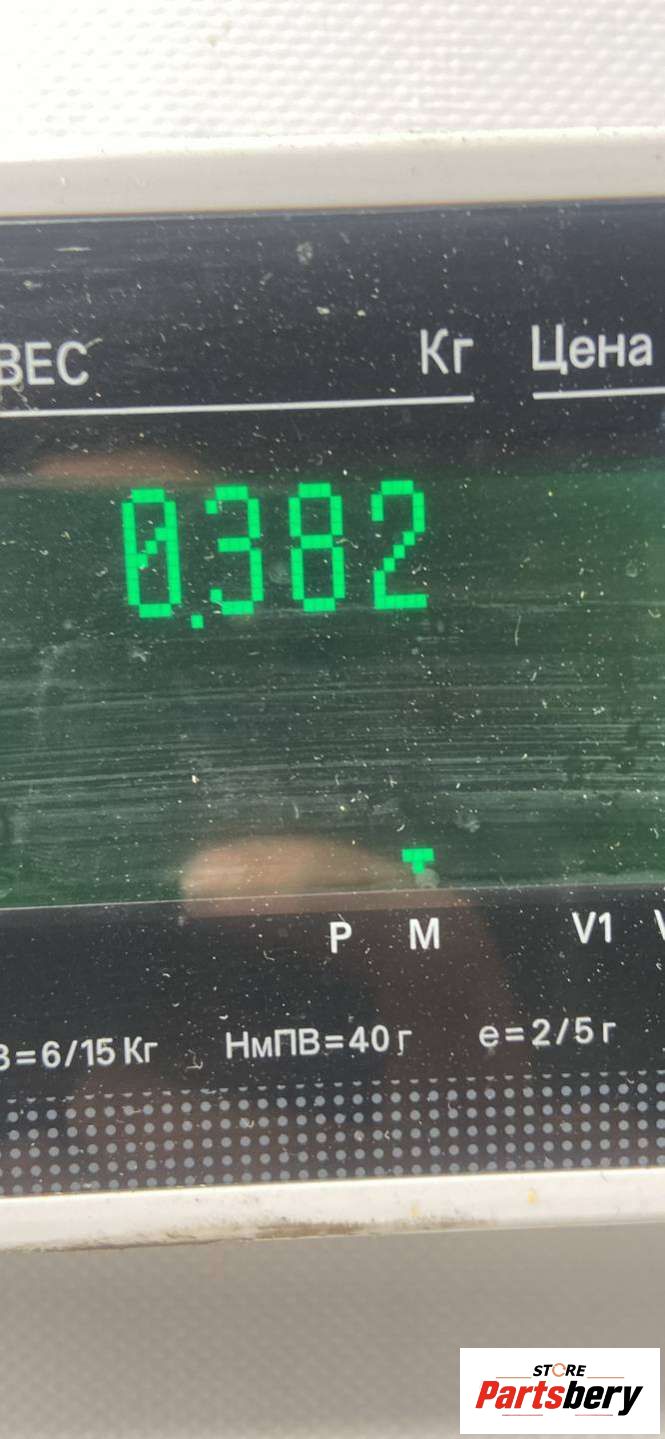 ВЕС Кг Цена
0.382
P M V1
В=6/15 Кг НмПВ=40 г e=2/5 г
STORE
Partsbery